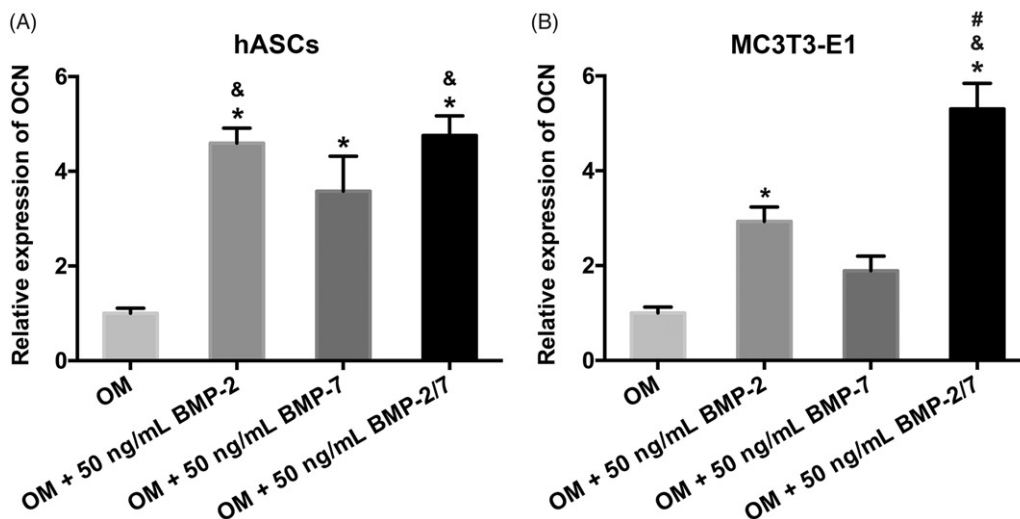 (A)
hASCs
Relative expression of OCN
6
4
2
0
&
*
*
&
*
OM
OM + 50 ng/mL BMP-2
OM + 50 ng/mL BMP-7
OM + 50 ng/mL BMP-2/7
(B)
MC3T3-E1
Relative expression of OCN
6
4
2
0
*
#
&
*
OM
OM + 50 ng/mL BMP-2
OM + 50 ng/mL BMP-7
OM + 50 ng/mL BMP-2/7